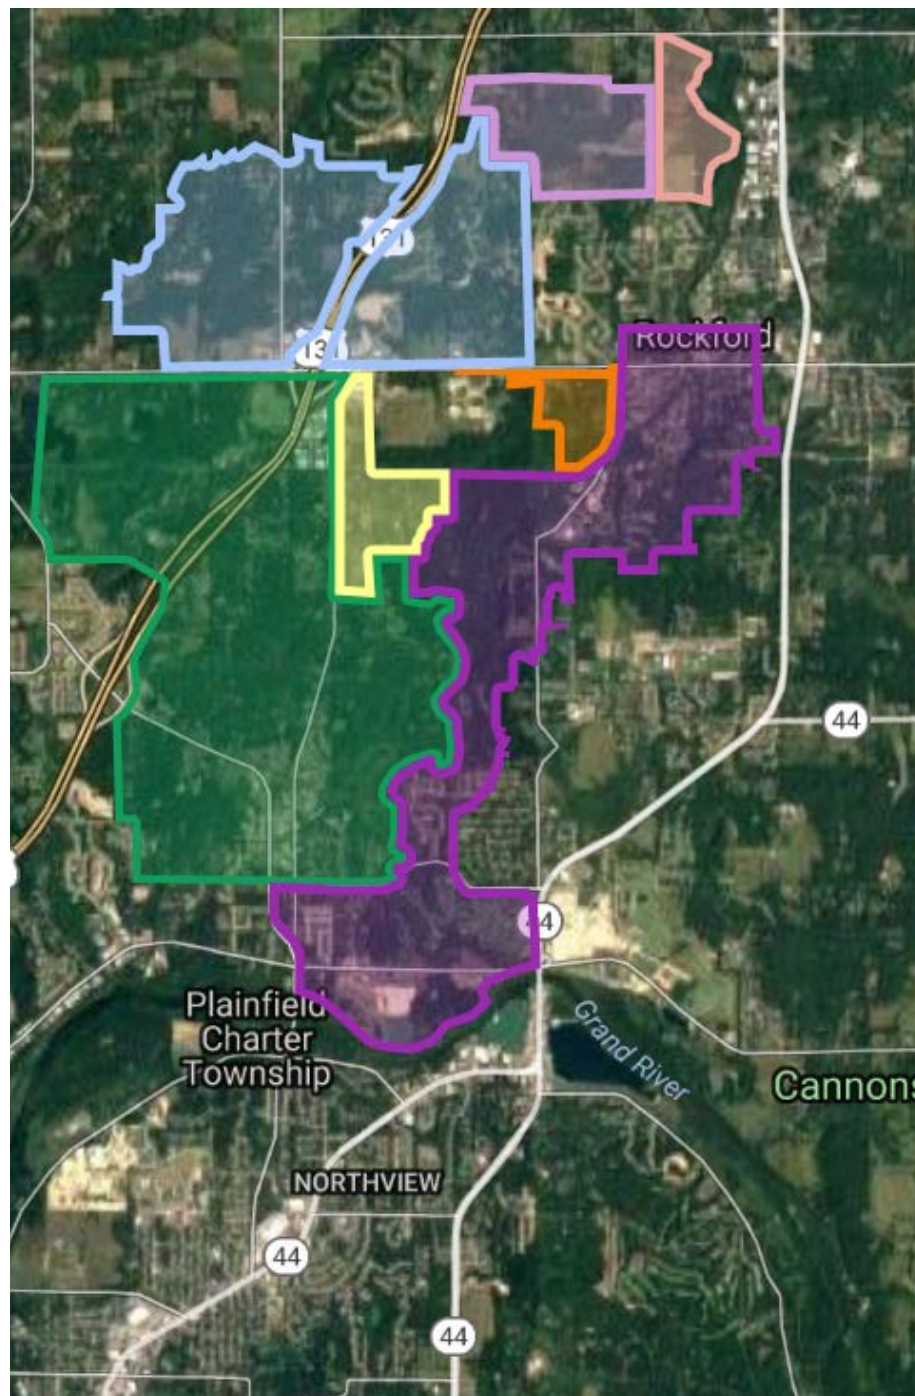 131
131
Rockford
44
44
Plainfield
Charter
Township
Grand River
Cannons
NORTHVIEW
44
44